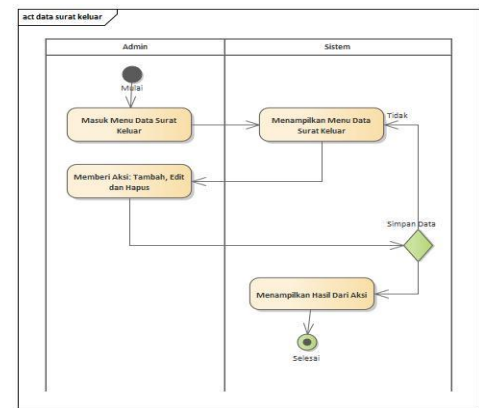 act data surat keluar
Admin
Sistem
Mulai
Masuk Menu Data Surat
Keluar
Menampilkan Menu Data
Surat Keluar
Tidak
Memberi Aksi: Tambah, Edit
dan Hapus
Simpan Data
Menampilkan Hasil Dari Aksi
Selesai